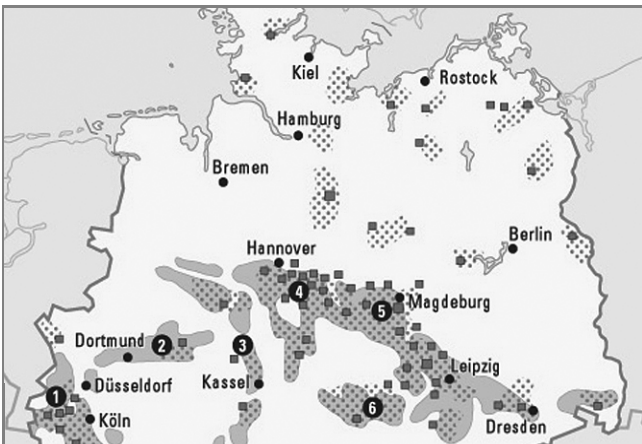 Kiel
Rostock
Hamburg
Bremen
Berlin
Hannover
4
5
Magdeburg
Dortmund
2
3
Leipzig
Düsseldorf
Kassel
1
6
Köln
Dresden